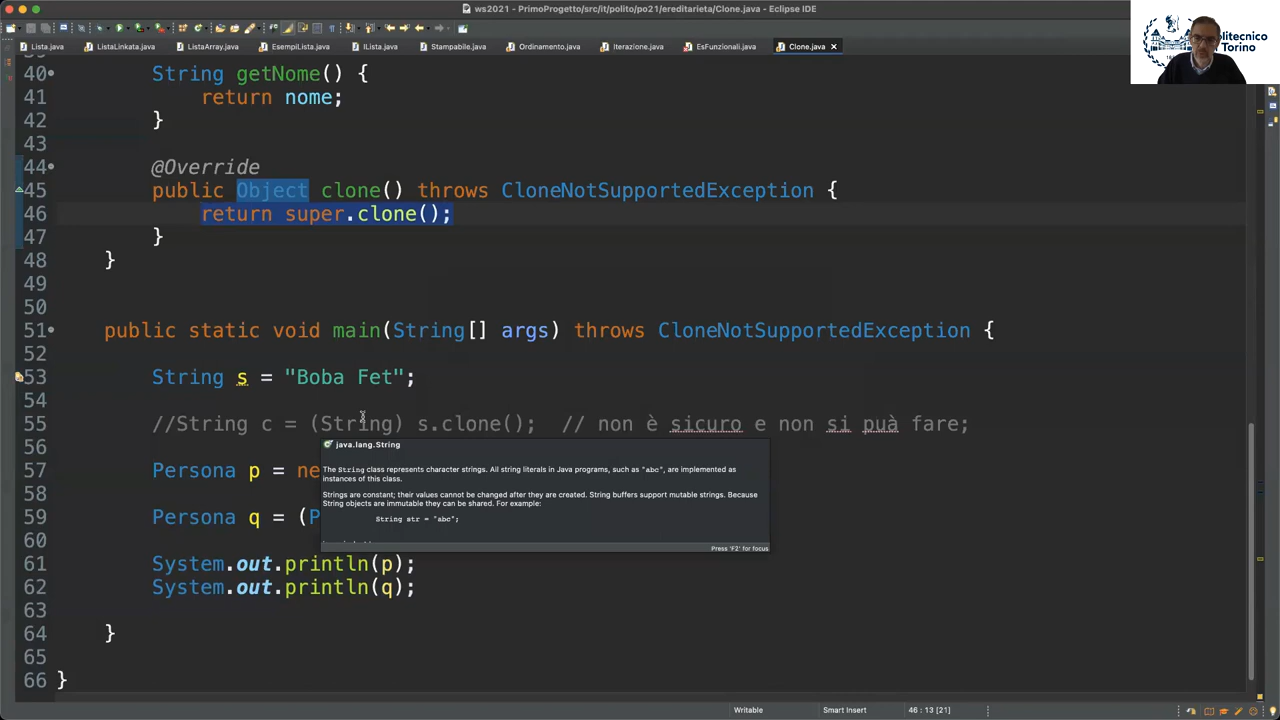 ws2021 - PrimoProgetto/src/it/polito/po21/ereditarieta/Clone.java - Eclipse IDE
Lista.java
ListaLinkata.java
ListaArray.java
EsempiLista.java
ILista.java
Stampabile.java
Ordinamento.java
Iterazione.java
EsFunzionali.java
Clone.java
Politecnico
Torino
40 String getNome() {
41 return nome;
42 }
43
44 @Override
45 public Object clone() throws CloneNotSupportedException {
46 return super.clone();
47 }
48 }
49
50
51 public static void main(String[] args) throws CloneNotSupportedException {
52
53 String s = "Boba Fet";
54
55 //String c = (String) s.clone(); // non è sicuro e non si puà fare;
java.lang.String
The String class represents character strings. All string literals in Java programs, such as "abc", are implemented as
instances of this class.
Strings are constant; their values cannot be changed after they are created. String buffers support mutable strings. Because
String objects are immutable they can be shared. For example:
String str = "abc";
Press 'F2' for focus
57 Persona p = ne
58
59 Persona q = (P
60
61 System.out.println(p);
62 System.out.println(q);
63
64 }
65
66 }
Writable
Smart Insert
46 : 13 [21]